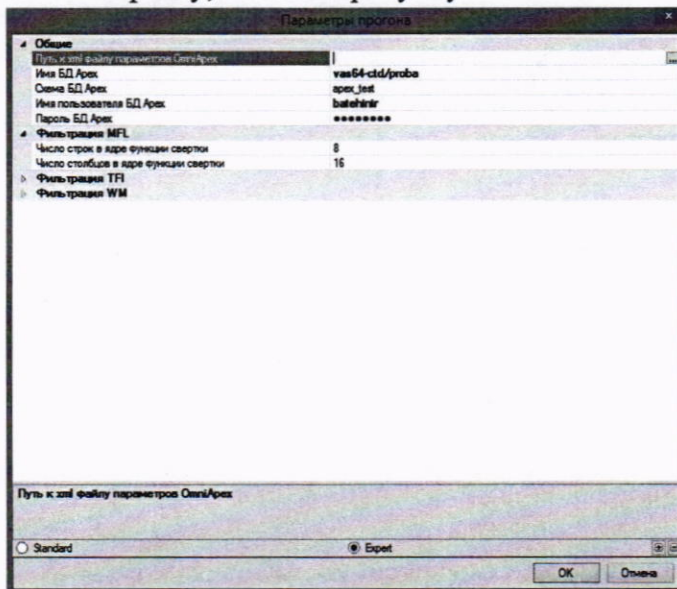 Параметры прогона
Общие
Путь к xml файлу параметров OmniApex
Имя БД Apex vas64-ctd/proba
Схема БД Apex apex_test
Имя пользователя БД Apex batehinir
Пароль БД Apex ●●●●●●●●
Фильтрация MFL
Число строк в ядре функции свертки 8
Число столбцов в ядре функции свертки 16
Фильтрация TFI
Фильтрация WM
Путь к xml файлу параметров OmniApex
Standard Expert
OK Отмена